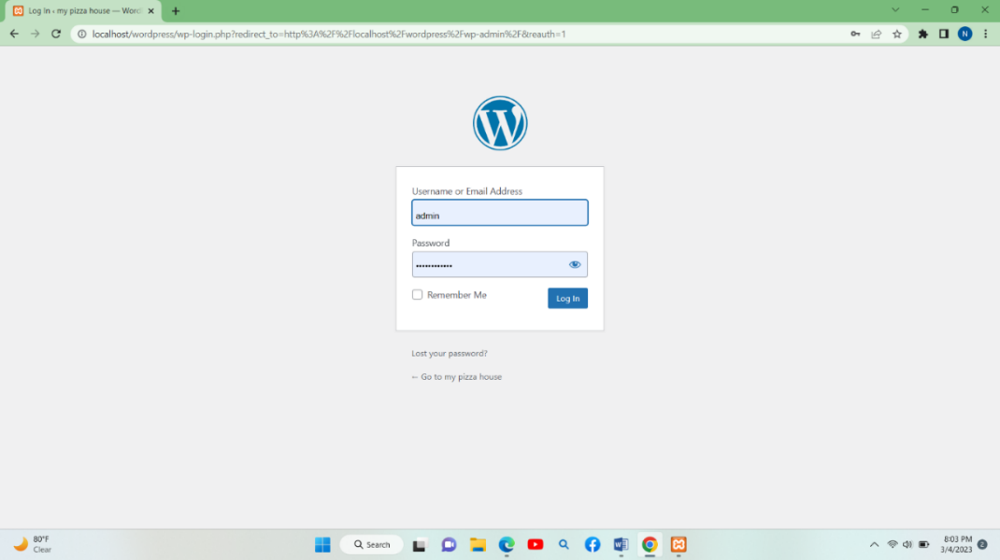 Log In ‹ my pizza house — Word
localhost/wordpress/wp-login.php?redirect_to=http%3A%2F%2Flocalhost%2Fwordpress%2Fwp-admin%2F&reauth=1
N
Username or Email Address
admin
Password
••••••••••••
Remember Me
Log In
Lost your password?
← Go to my pizza house
80°F
Clear
Search
8:03 PM
3/4/2023
2